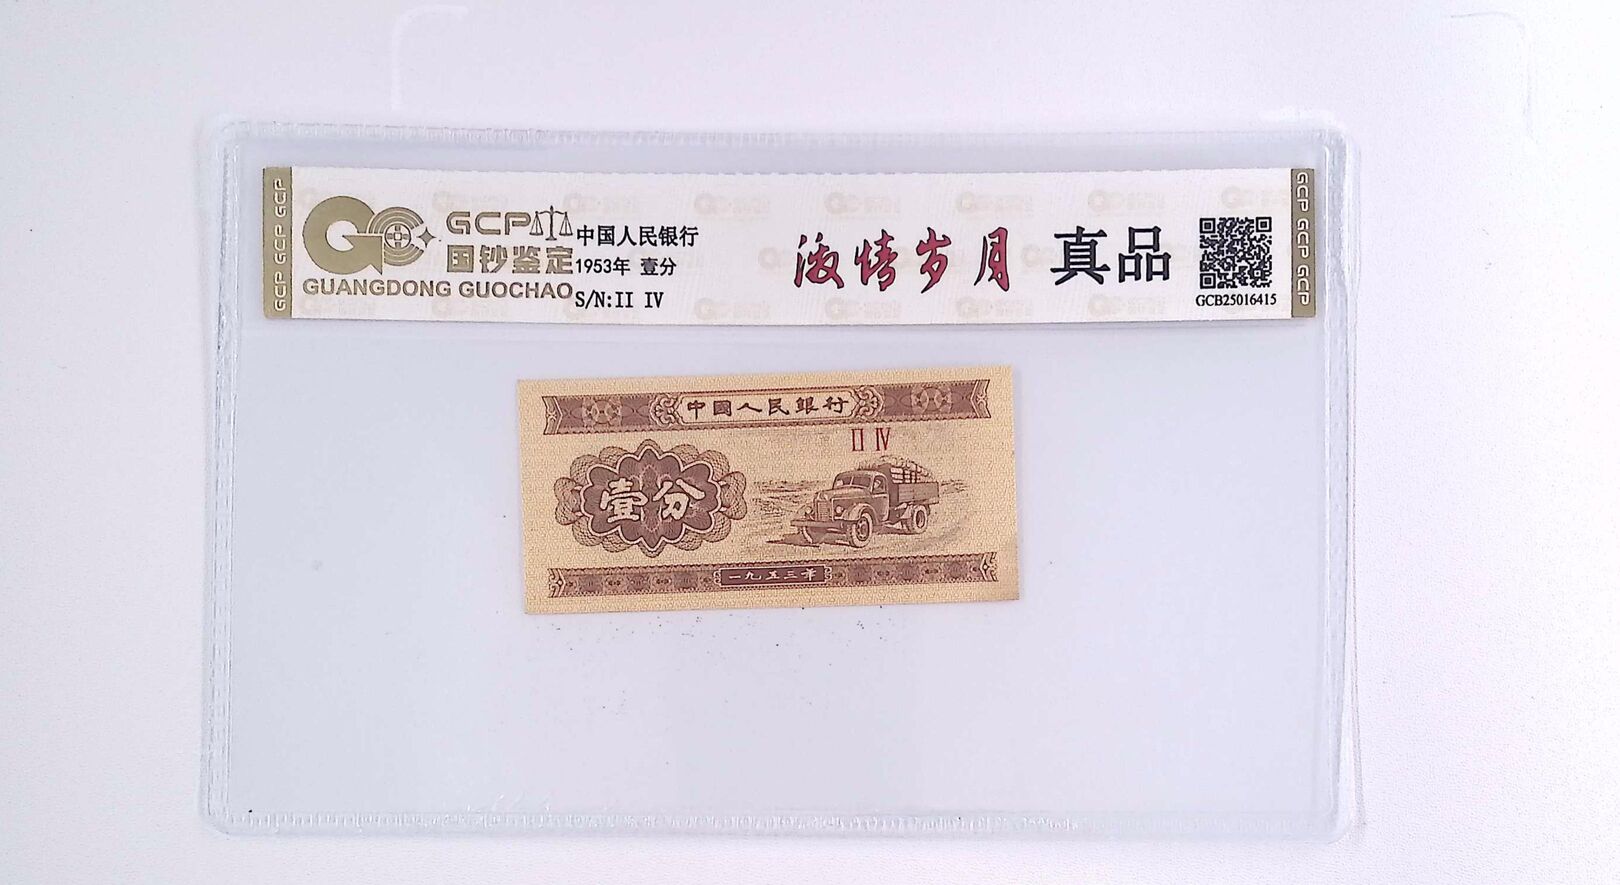 GCP GCP GCP
GCP
国钞鉴定
GUANGDONG GUOCHAO
中国人民银行
1953年 壹分
S/N:II IV
激情岁月
真品
GCB25016415
GCP GCP GCP
中国人民銀行
II IV
壹分
一九五三年